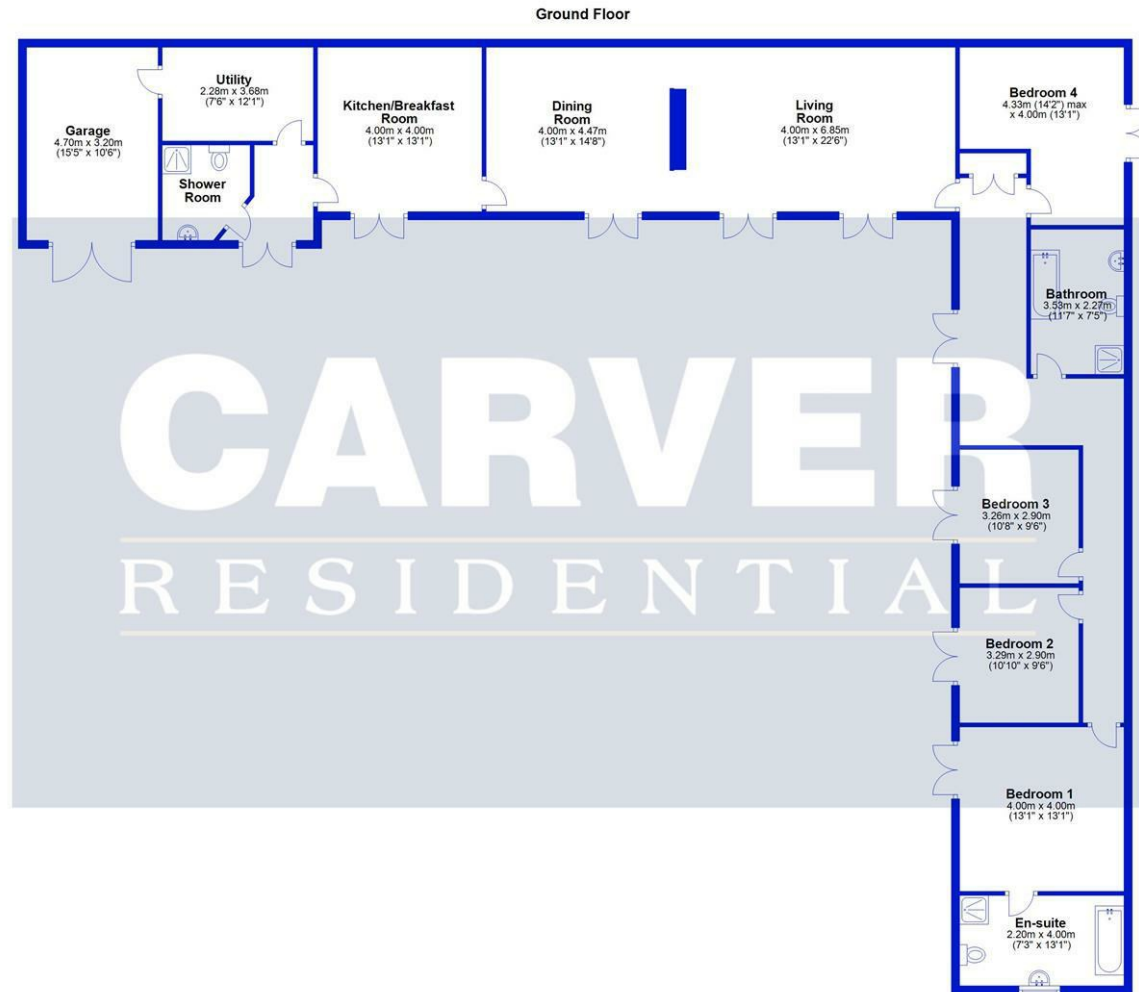 Ground Floor
Garage
4.70m x 3.20m
(15'5" x 10'6")
Utility
2.28m x 3.68m
(7'6" x 12'1")
Shower
Room
Kitchen/Breakfast
Room
4.00m x 4.00m
(13'1" x 13'1")
Dining
Room
4.00m x 4.47m
(13'1" x 14'8")
Living
Room
4.00m x 6.85m
(13'1" x 22'6")
Bedroom 4
4.33m (14'2") max
x 4.00m (13'1")
Bathroom
3.53m x 2.27m
(11'7" x 7'5")
CARVER
RESIDENTIAL
Bedroom 3
3.26m x 2.90m
(10'8" x 9'6")
Bedroom 2
3.29m x 2.90m
(10'10" x 9'6")
Bedroom 1
4.00m x 4.00m
(13'1" x 13'1")
En-suite
2.20m x 4.00m
(7'3" x 13'1")